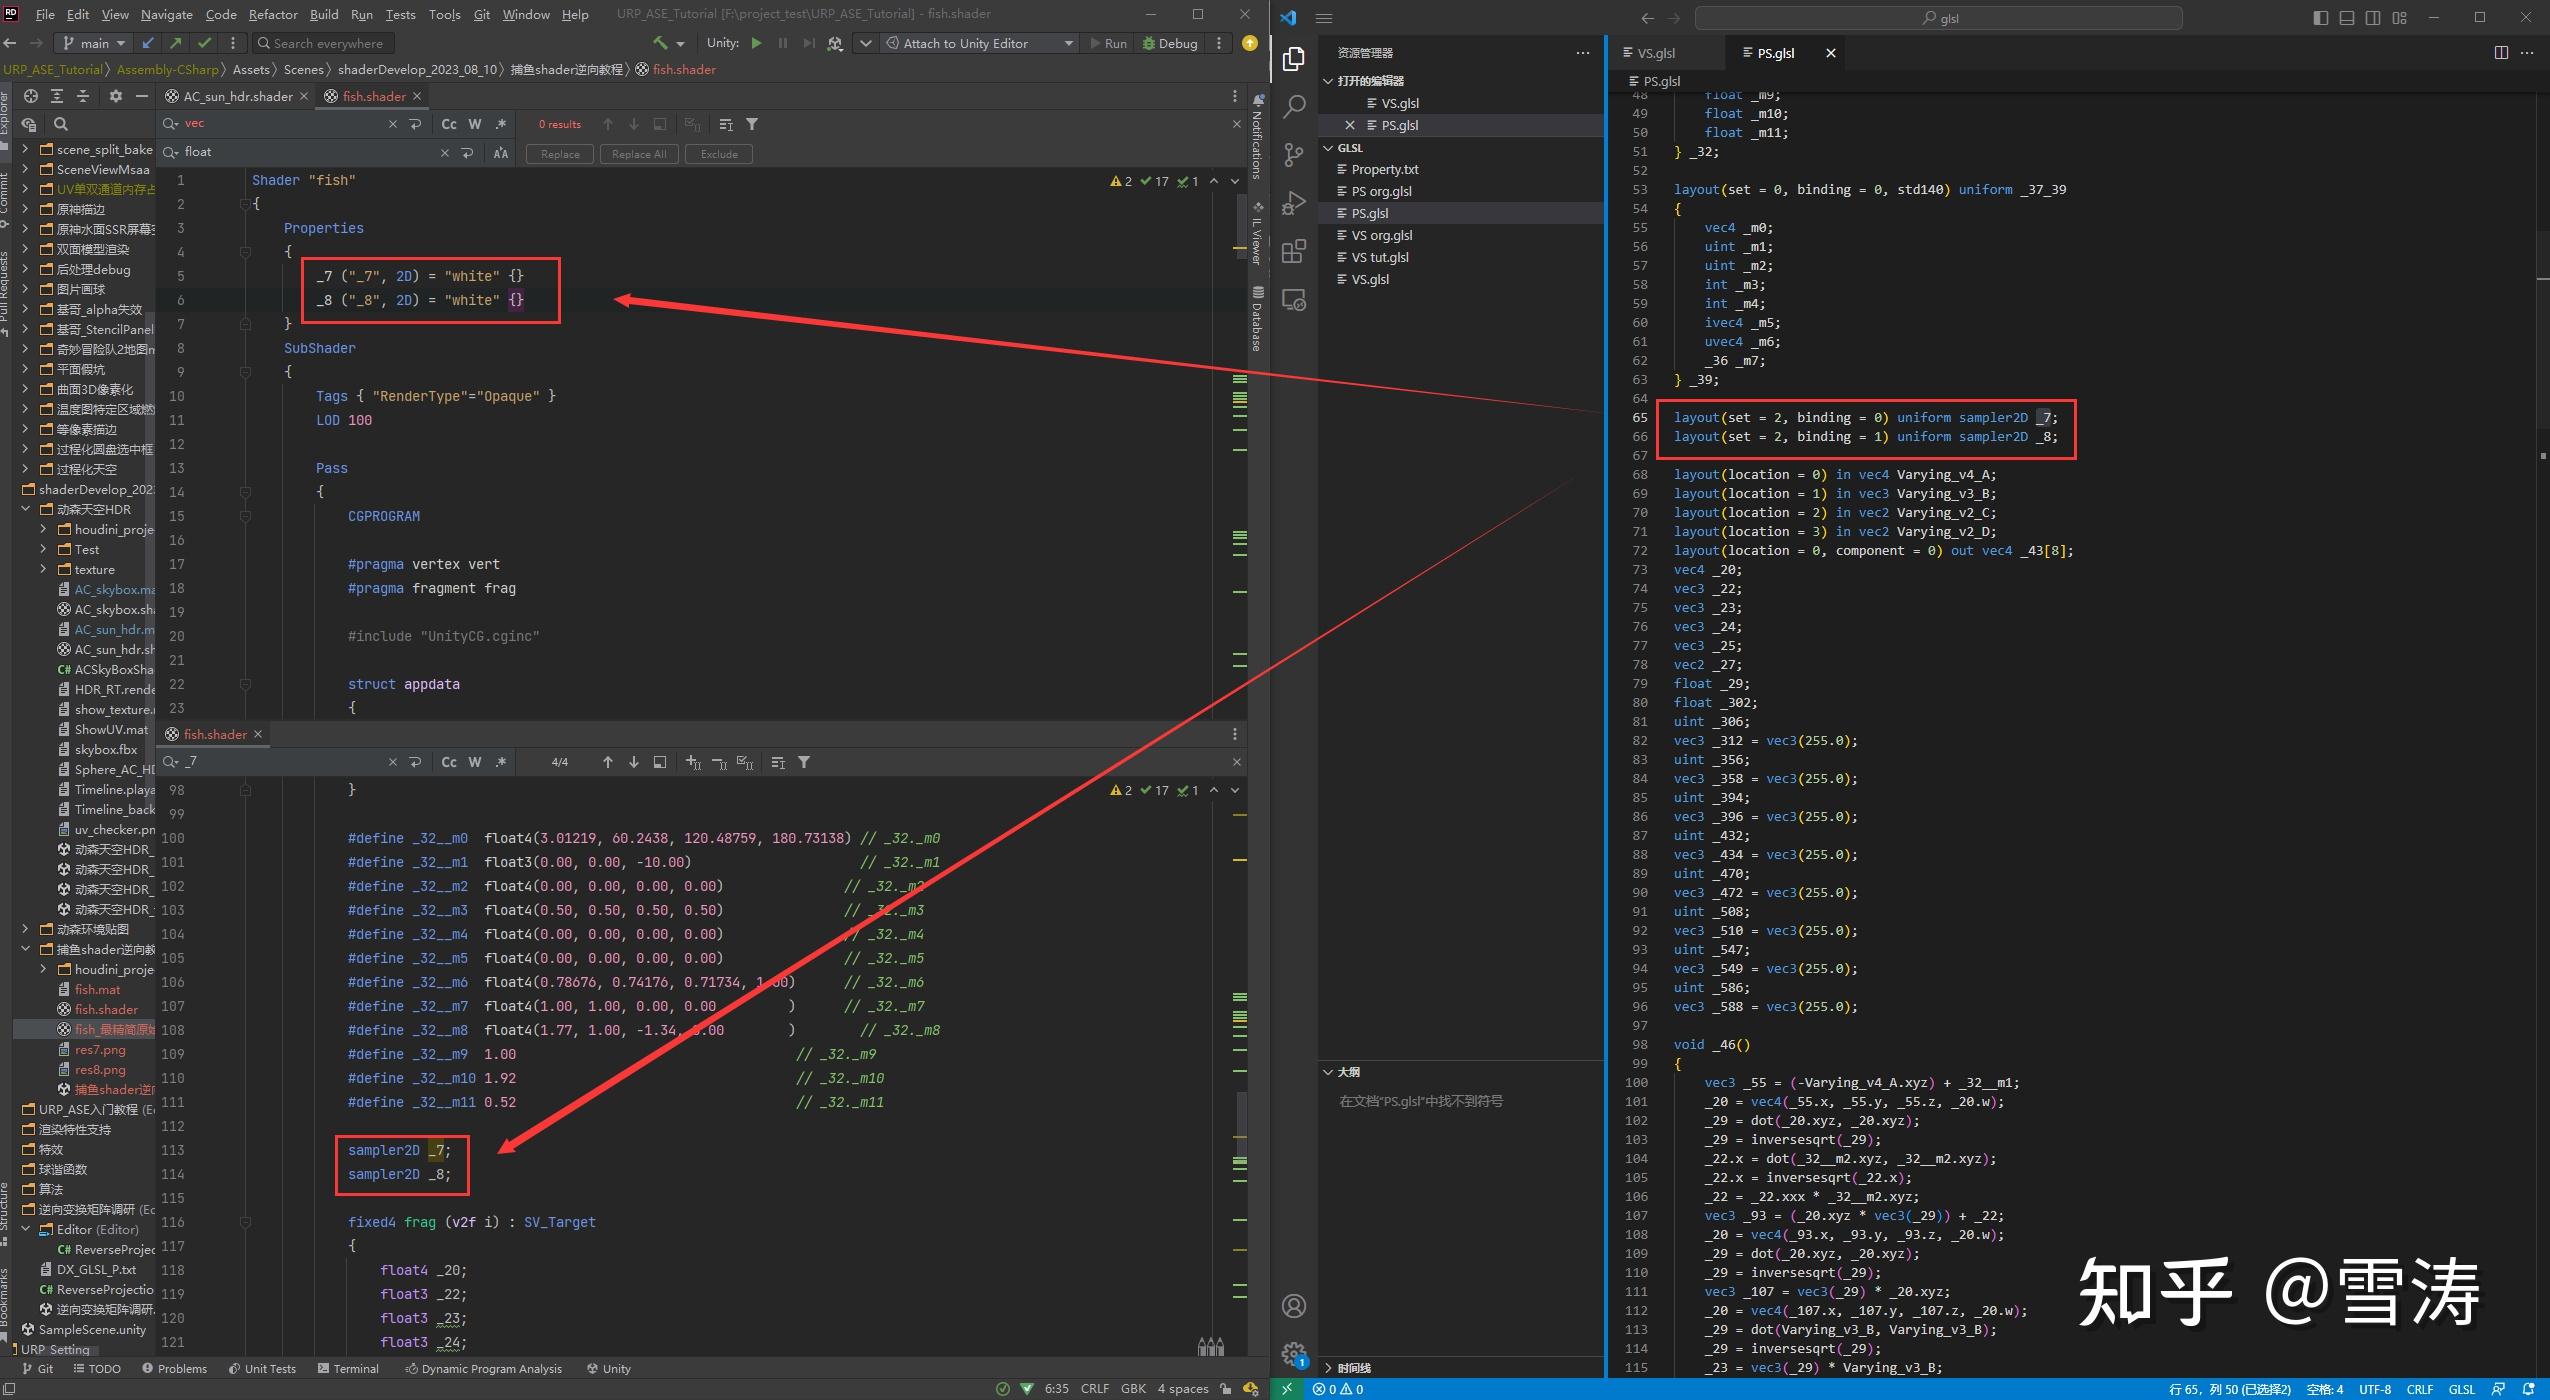 File Edit View Navigate Code Refactor Build Run Tests Tools Git Window Help URP_ASE_Tutorial [F:\project_test\URP_ASE_Tutorial] - fish.shader
main Search everywhere Unity: Attach to Unity Editor Run Debug
URP_ASE_Tutorial Assembly-CSharp Assets Scenes shaderDevelop_2023_08_10 捕鱼shader逆向教程 fish.shader
Explorer
Commit
Pull Requests
Structure
Bookmarks
scene_split_bake
SceneViewMsaa
UV单双通道内存占
原神描边
原神水面SSR屏幕空
双面模型渲染
后处理debug
图片画球
基哥_alpha失效
基哥_StencilPanel
奇妙冒险队2地图m
平面假坑
曲面3D像素化
温度图特定区域燃
等像素描边
过程化圆盘选中框
过程化天空
shaderDevelop_202
动森天空HDR
houdini_proje
Test
texture
AC_skybox.ma
AC_skybox.sha
AC_sun_hdr.m
AC_sun_hdr.sh
C# ACSkyBoxSha
HDR_RT.rende
show_texture.
ShowUV.mat
skybox.fbx
Sphere_AC_HD
Timeline.playa
Timeline_back
uv_checker.pn
动森天空HDR_
动森天空HDR_
动森天空HDR_
动森天空HDR_
动森环境贴图
捕鱼shader逆向教
houdini_proje
fish.mat
fish.shader
fish_最精简原始
res7.png
res8.png
捕鱼shader逆向
URP_ASE入门教程 (Ec
渲染特性支持
特效
球谐函数
算法
逆向变换矩阵调研 (Ec
Editor (Editor)
C# ReverseProjec
DX_GLSL_P.txt
C# ReverseProjectio
逆向变换矩阵调研.
SampleScene.unity
URP Setting
AC_sun_hdr.shader fish.shader
vec Cc W .* 0 results
float Replace Replace All Exclude
2 17 1
1 Shader "fish"
2 {
3 Properties
4 {
5 _7 ("_7", 2D) = "white" {}
6 _8 ("_8", 2D) = "white" {}
7 }
8 SubShader
9 {
10 Tags { "RenderType"="Opaque" }
11 LOD 100
12
13 Pass
14 {
15 CGPROGRAM
16
17 #pragma vertex vert
18 #pragma fragment frag
19
20 #include "UnityCG.cginc"
21
22 struct appdata
23 {
Notifications
IL Viewer
Database
fish.shader
_7 Cc W .* 4/4
2 17 1
98 }
99
100 #define _32__m0 float4(3.01219, 60.2438, 120.48759, 180.73138) // _32._m0
101 #define _32__m1 float3(0.00, 0.00, -10.00) // _32._m1
102 #define _32__m2 float4(0.00, 0.00, 0.00, 0.00) // _32._m2
103 #define _32__m3 float4(0.50, 0.50, 0.50, 0.50) // _32._m3
104 #define _32__m4 float4(0.00, 0.00, 0.00, 0.00) // _32._m4
105 #define _32__m5 float4(0.00, 0.00, 0.00, 0.00) // _32._m5
106 #define _32__m6 float4(0.78676, 0.74176, 0.71734, 1.00) // _32._m6
107 #define _32__m7 float4(1.00, 1.00, 0.00, 0.00 ) // _32._m7
108 #define _32__m8 float4(1.77, 1.00, -1.34, 0.00 ) // _32._m8
109 #define _32__m9 1.00 // _32._m9
110 #define _32__m10 1.92 // _32._m10
111 #define _32__m11 0.52 // _32._m11
112
113 sampler2D _7;
114 sampler2D _8;
115
116 fixed4 frag (v2f i) : SV_Target
117 {
118 float4 _20;
119 float3 _22;
120 float3 _23;
121 float3 _24;
Git TODO Problems Unit Tests Terminal Dynamic Program Analysis Unity
6:35 CRLF GBK 4 spaces
glsl
资源管理器
打开的编辑器
VS.glsl
PS.glsl
GLSL
Property.txt
PS org.glsl
PS.glsl
VS org.glsl
VS tut.glsl
VS.glsl
大纲
在文档“PS.glsl”中找不到符号
时间线
VS.glsl PS.glsl
PS.glsl
48 float _m9;
49 float _m10;
50 float _m11;
51 } _32;
52
53 layout(set = 0, binding = 0, std140) uniform _37_39
54 {
55 vec4 _m0;
56 uint _m1;
57 uint _m2;
58 int _m3;
59 int _m4;
60 ivec4 _m5;
61 uvec4 _m6;
62 _36 _m7;
63 } _39;
64
65 layout(set = 2, binding = 0) uniform sampler2D _7;
66 layout(set = 2, binding = 1) uniform sampler2D _8;
67
68 layout(location = 0) in vec4 Varying_v4_A;
69 layout(location = 1) in vec3 Varying_v3_B;
70 layout(location = 2) in vec2 Varying_v2_C;
71 layout(location = 3) in vec2 Varying_v2_D;
72 layout(location = 0, component = 0) out vec4 _43[8];
73 vec4 _20;
74 vec3 _22;
75 vec3 _23;
76 vec3 _24;
77 vec3 _25;
78 vec2 _27;
79 float _29;
80 float _302;
81 uint _306;
82 vec3 _312 = vec3(255.0);
83 uint _356;
84 vec3 _358 = vec3(255.0);
85 uint _394;
86 vec3 _396 = vec3(255.0);
87 uint _432;
88 vec3 _434 = vec3(255.0);
89 uint _470;
90 vec3 _472 = vec3(255.0);
91 uint _508;
92 vec3 _510 = vec3(255.0);
93 uint _547;
94 vec3 _549 = vec3(255.0);
95 uint _586;
96 vec3 _588 = vec3(255.0);
97
98 void _46()
99 {
100 vec3 _55 = (-Varying_v4_A.xyz) + _32__m1;
101 _20 = vec4(_55.x, _55.y, _55.z, _20.w);
102 _29 = dot(_20.xyz, _20.xyz);
103 _29 = inversesqrt(_29);
104 _22.x = dot(_32__m2.xyz, _32__m2.xyz);
105 _22.x = inversesqrt(_22.x);
106 _22 = _22.xxx * _32__m2.xyz;
107 vec3 _93 = (_20.xyz * vec3(_29)) + _22;
108 _20 = vec4(_93.x, _93.y, _93.z, _20.w);
109 _29 = dot(_20.xyz, _20.xyz);
110 _29 = inversesqrt(_29);
111 vec3 _107 = vec3(_29) * _20.xyz;
112 _20 = vec4(_107.x, _107.y, _107.z, _20.w);
113 _29 = dot(Varying_v3_B, Varying_v3_B);
114 _29 = inversesqrt(_29);
115 _23 = vec3(_29) * Varying_v3_B;
知乎 @雪涛
1
0 0 行 65，列 50 (已选择2) 空格: 4 UTF-8 CRLF GLSL